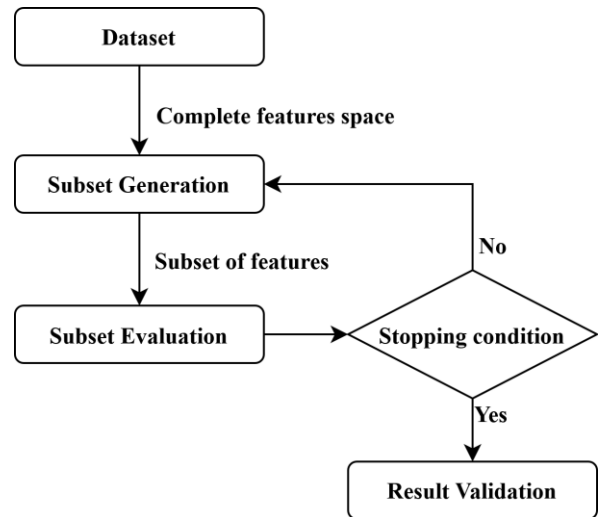 Dataset
Complete features space
Subset Generation
No
Subset of features
Subset Evaluation
Stopping condition
Yes
Result Validation